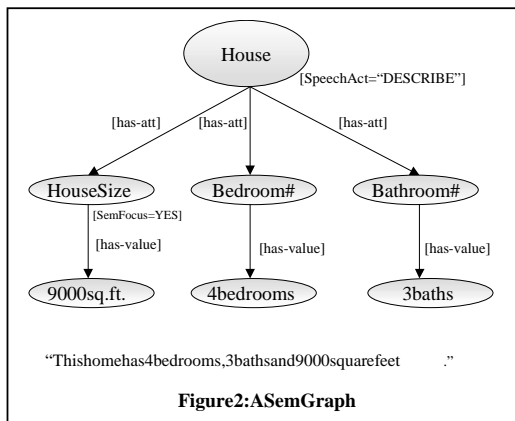 House
[SpeechAct=“DESCRIBE”]
[has-att] [has-att] [has-att]
HouseSize Bedroom# Bathroom#
[SemFocus=YES]
[has-value] [has-value] [has-value]
9000sq.ft. 4bedrooms 3baths
“Thishomehas4bedrooms,3bathsand9000squarefeet .”
Figure2:ASemGraph